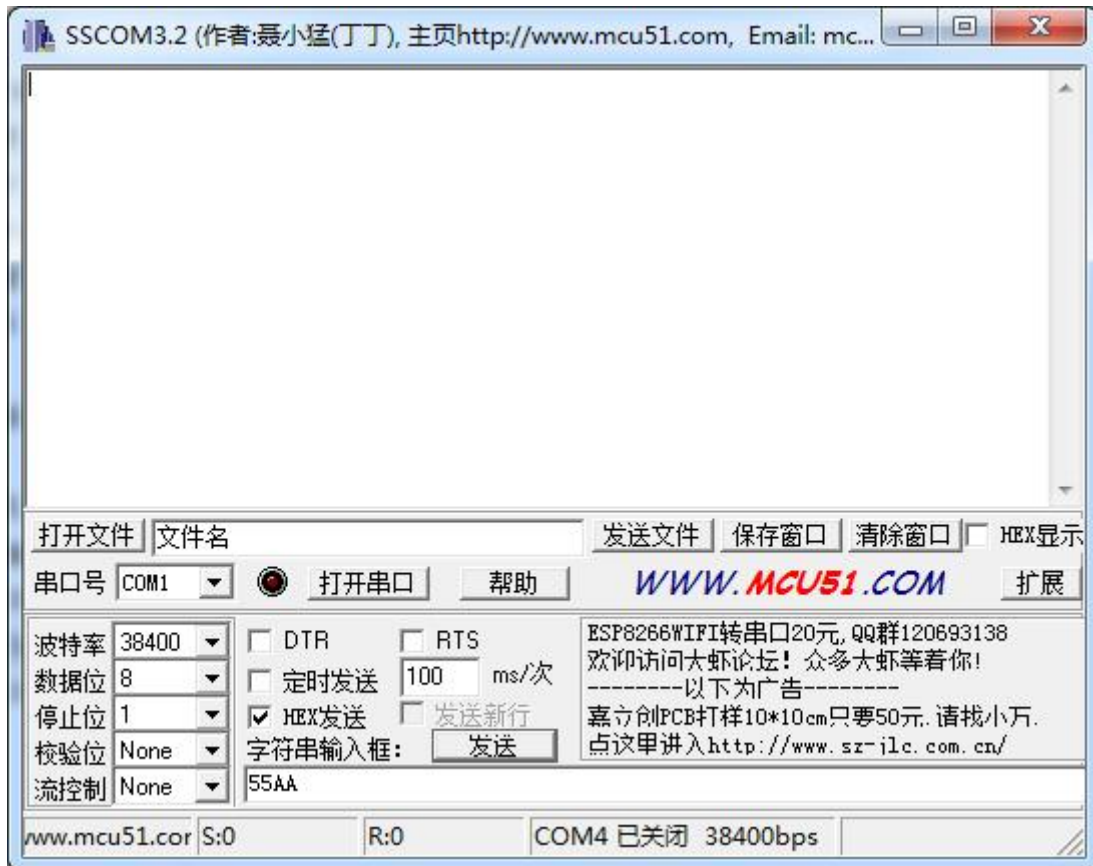 SSCOM3.2 (作者:聂小猛(丁丁), 主页http://www.mcu51.com,  Email: mc...
打开文件 文件名 发送文件 保存窗口 清除窗口 HEX显示
串口号 COM1 打开串口 帮助 WWW.MCU51.COM 扩展
波特率 38400 DTR RTS
数据位 8 定时发送 100 ms/次
停止位 1 HEX发送 发送新行
校验位 None 字符串输入框: 发送
流控制 None 55AA
ESP8266WIFI转串口20元,QQ群120693138
欢仰访问大虾论坛! 众多大虾等着你!
--------以下为广告--------
嘉立创PCB打样10*10cm只要50元.请找小万.
点这里讲入http://www.sz-jlc.com.cn/
www.mcu51.cor S:0 R:0 COM4 已关闭 38400bps